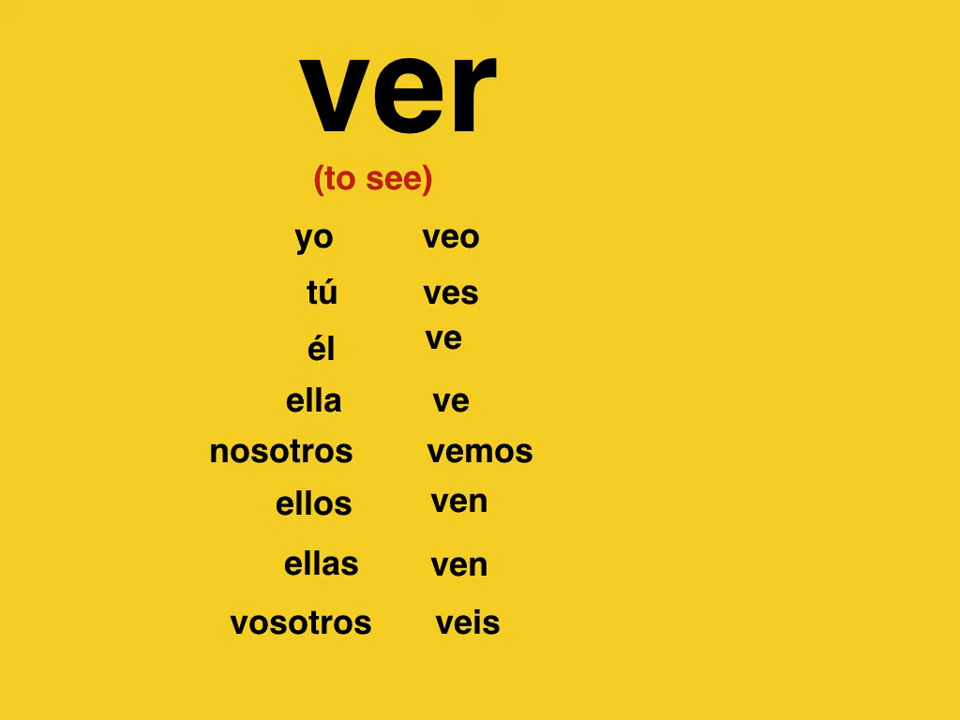 ver
(to see)
yo veo
tú ves
él ve
ella ve
nosotros vemos
ellos ven
ellas ven
vosotros veis